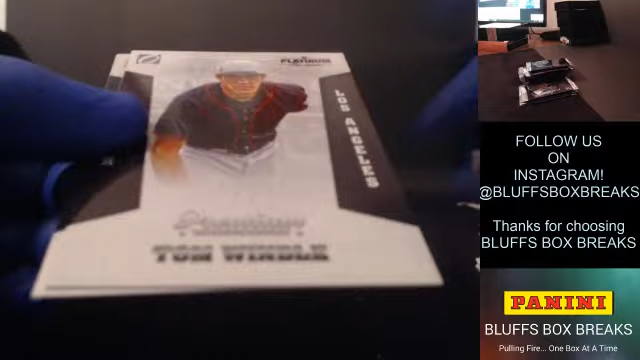 PLATINUM
LOS ANGELES
TOM WINDLE
FOLLOW US
ON
INSTAGRAM!
@BLUFFSBOXBREAKS
Thanks for choosing
BLUFFS BOX BREAKS
PANINI
BLUFFS BOX BREAKS
Pulling Fire... One Box At A Time